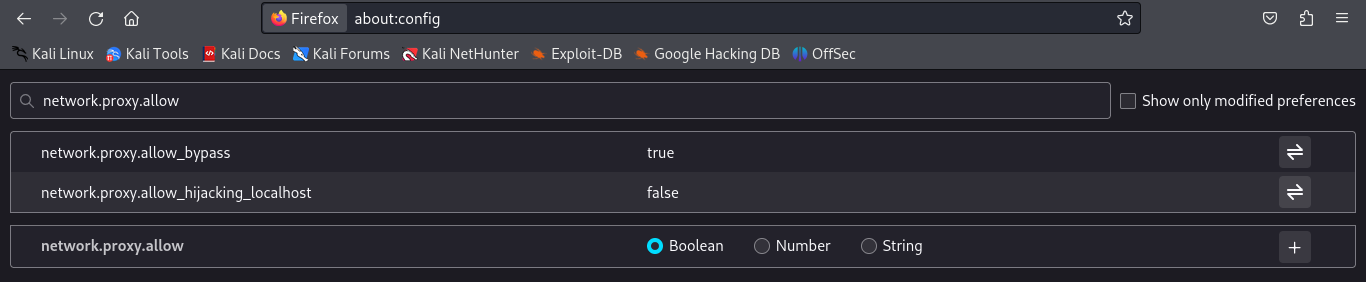 Firefox about:config
Kali Linux Kali Tools Kali Docs Kali Forums Kali NetHunter Exploit-DB Google Hacking DB OffSec
network.proxy.allow Show only modified preferences
network.proxy.allow_bypass true
network.proxy.allow_hijacking_localhost false
network.proxy.allow Boolean Number String